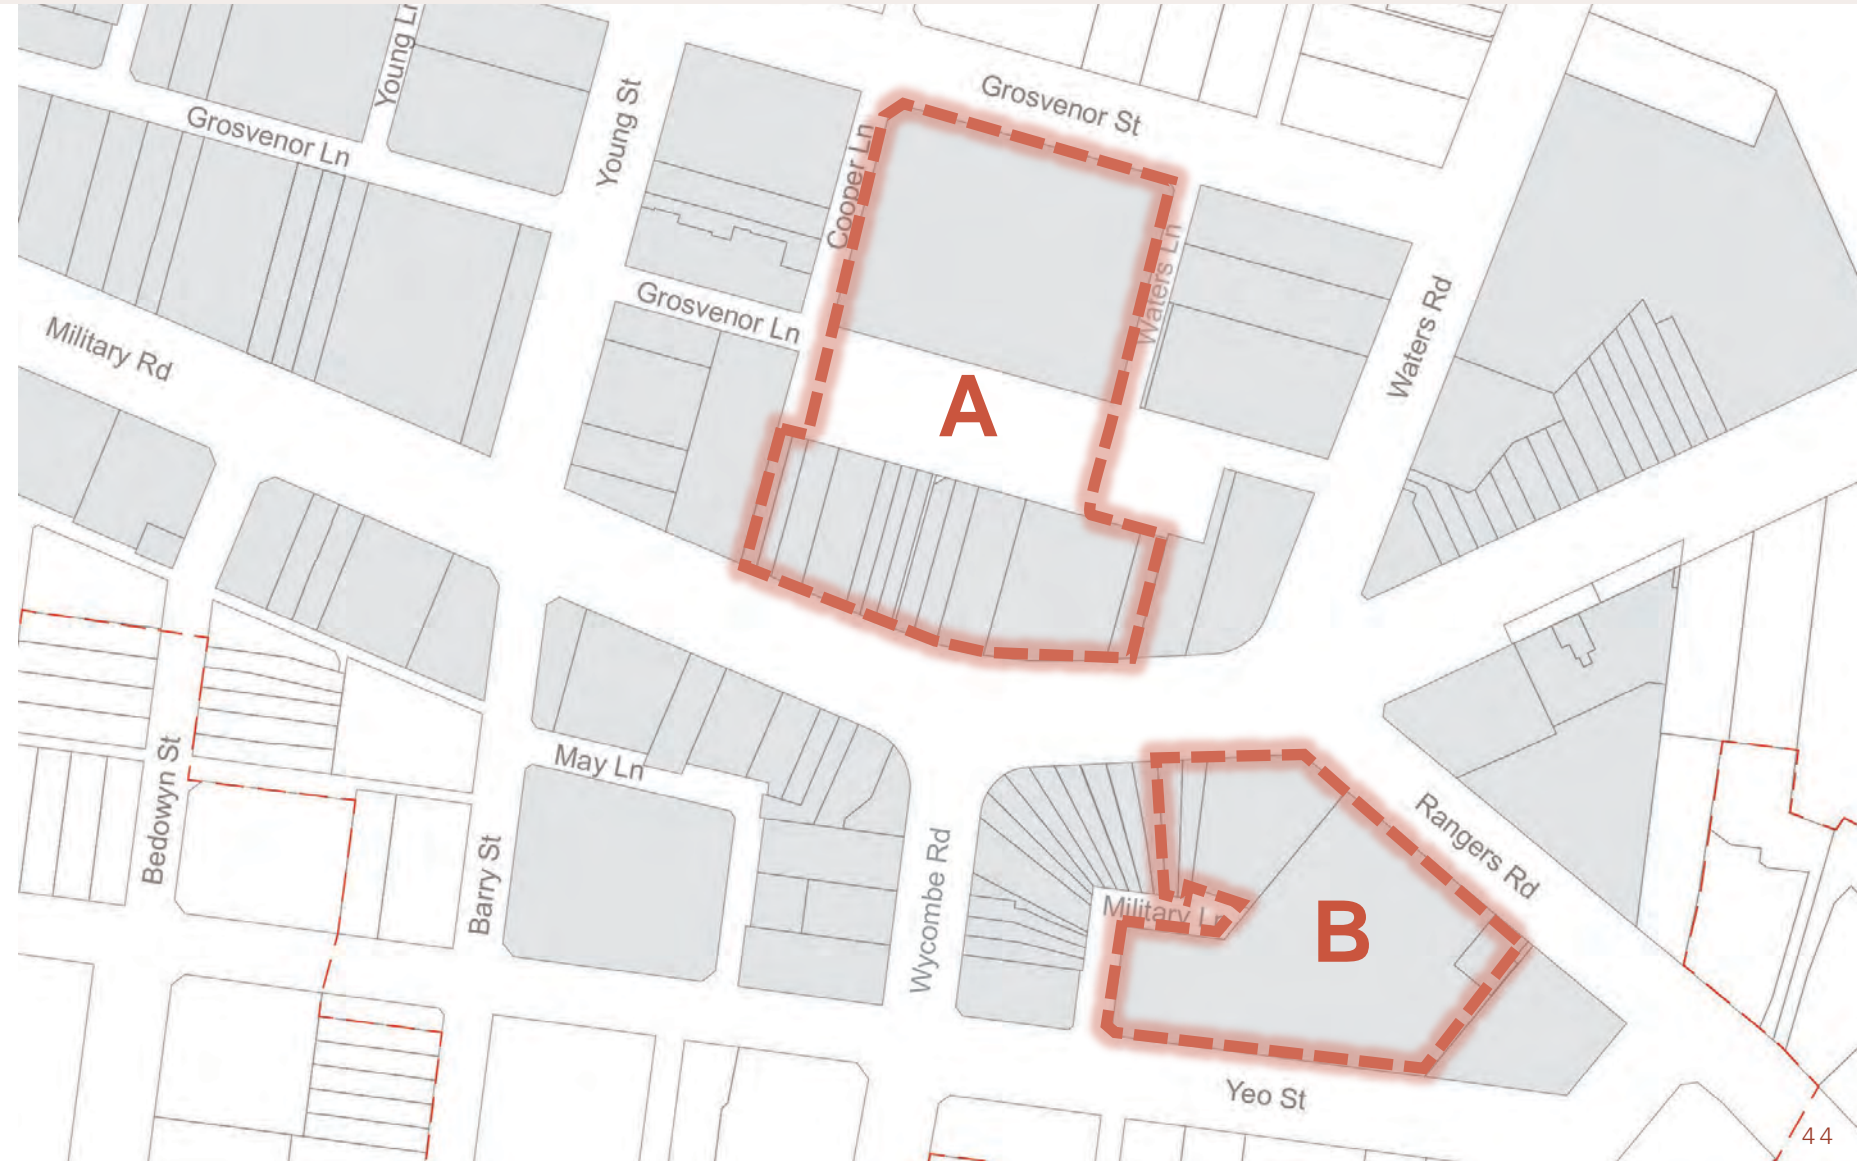 Young Ln
Grosvenor St
Grosvenor Ln
Young St
Cooper Ln
Waters Ln
Grosvenor Ln
Military Rd
Waters Rd
A
May Ln
Bedowyn St
Barry St
Wycombe Rd
Rangers Rd
Military Ln
B
Yeo St
44